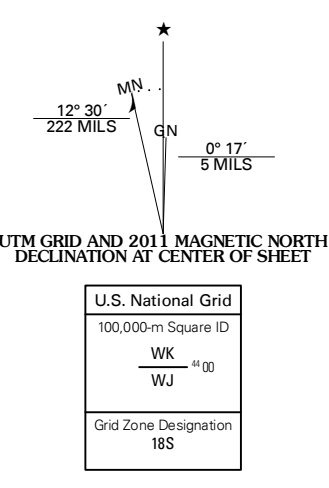 ★
MN
12° 30´
222 MILS
GN
0° 17´
5 MILS
UTM GRID AND 2011 MAGNETIC NORTH
DECLINATION AT CENTER OF SHEET
U.S. National Grid
100,000-m Square ID
WK
44 00
WJ
Grid Zone Designation
18S